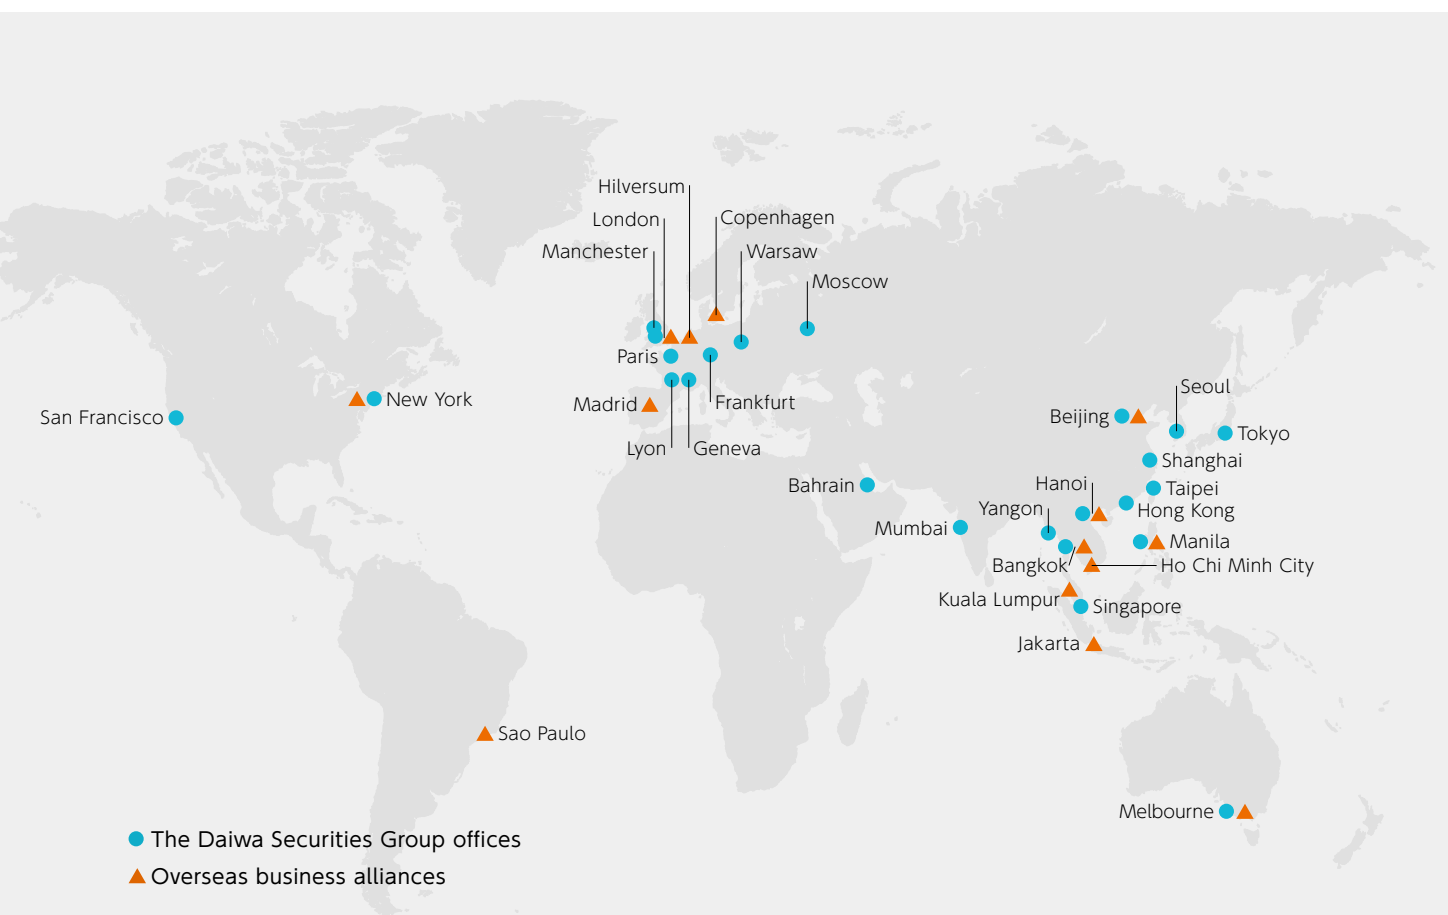 Hilversum
London
Copenhagen
Manchester
Warsaw
Moscow
Paris
Seoul
New York
Madrid
Frankfurt
San Francisco
Beijing
Tokyo
Lyon
Geneva
Shanghai
Bahrain
Hanoi
Taipei
Yangon
Hong Kong
Mumbai
Manila
Bangkok
Ho Chi Minh City
Kuala Lumpur
Singapore
Jakarta
Sao Paulo
Melbourne
The Daiwa Securities Group offices
Overseas business alliances